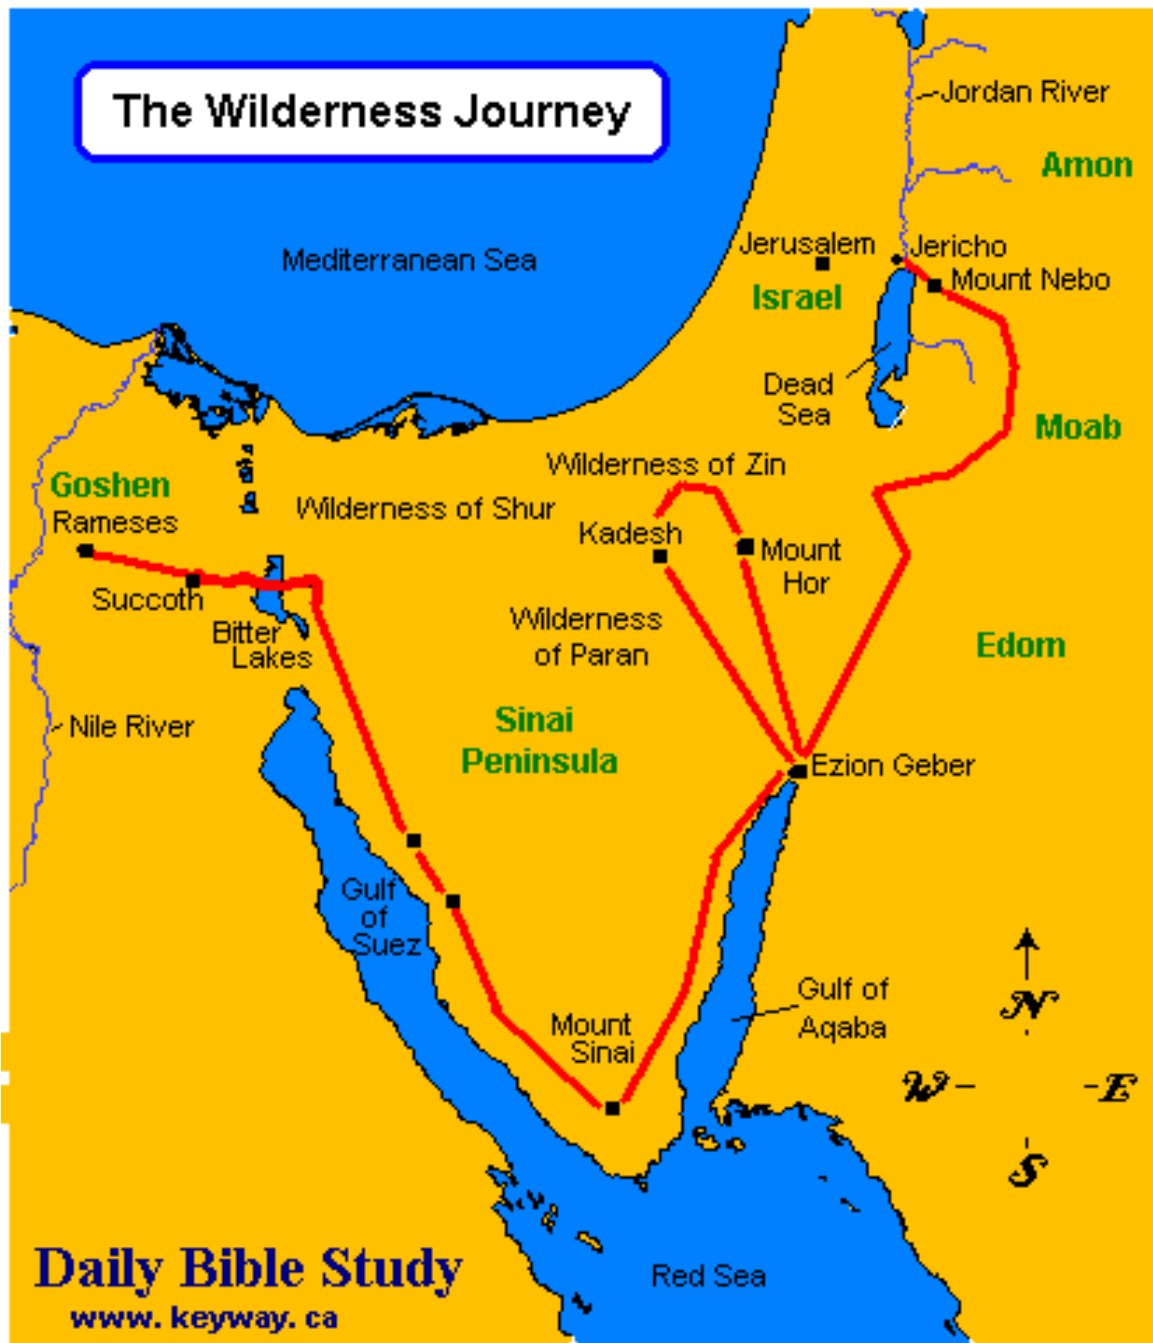 The Wilderness Journey
Jordan River
Amon
Mediterranean Sea
Jerusalem
Jericho
Israel
Mount Nebo
Dead
Sea
Moab
Wilderness of Zin
Goshen
Rameses
Wilderness of Shur
Kadesh
Mount
Hor
Succoth
Bitter
Lakes
Wilderness
of Paran
Edom
Nile River
Sinai
Peninsula
Ezion Geber
Gulf
of
Suez
Gulf of
Aqaba
Mount
Sinai
N
W
E
S
Red Sea
Daily Bible Study
www. keyway. ca